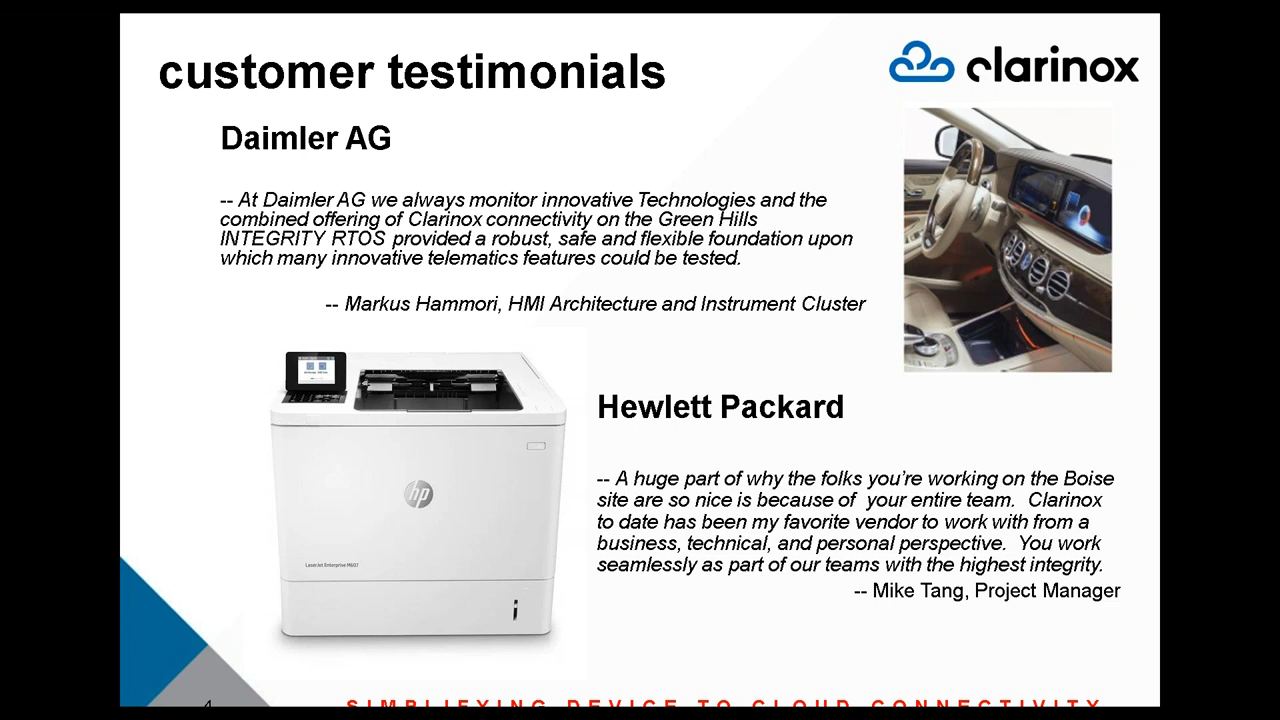 customer testimonials
clarinox
Daimler AG
-- At Daimler AG we always monitor innovative Technologies and the
combined offering of Clarinox connectivity on the Green Hills
INTEGRITY RTOS provided a robust, safe and flexible foundation upon
which many innovative telematics features could be tested.
-- Markus Hammori, HMI Architecture and Instrument Cluster
hp
LaserJet Enterprise M607
Hewlett Packard
-- A huge part of why the folks you’re working on the Boise
site are so nice is because of  your entire team.  Clarinox
to date has been my favorite vendor to work with from a
business, technical, and personal perspective.  You work
seamlessly as part of our teams with the highest integrity.
-- Mike Tang, Project Manager
4
SIMPLIFYING DEVICE TO CLOUD CONNECTIVITY